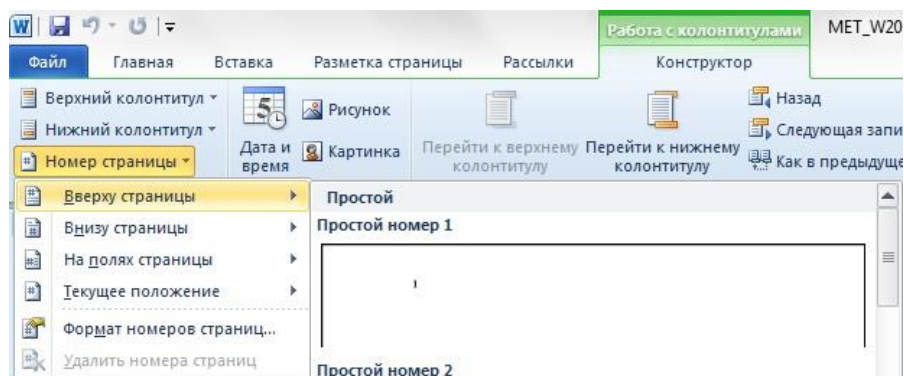 Работа с колонтитулами MET_W20
Файл Главная Вставка Разметка страницы Рассылки Конструктор
Верхний колонтитул
Нижний колонтитул
Номер страницы
Дата и время
Рисунок
Картинка
Перейти к верхнему колонтитулу
Перейти к нижнему колонтитулу
Назад
Следующая запи
Как в предыдуще
Вверху страницы
Внизу страницы
На полях страницы
Текущее положение
Формат номеров страниц...
Удалить номера страниц
Простой
Простой номер 1
1
Простой номер 2